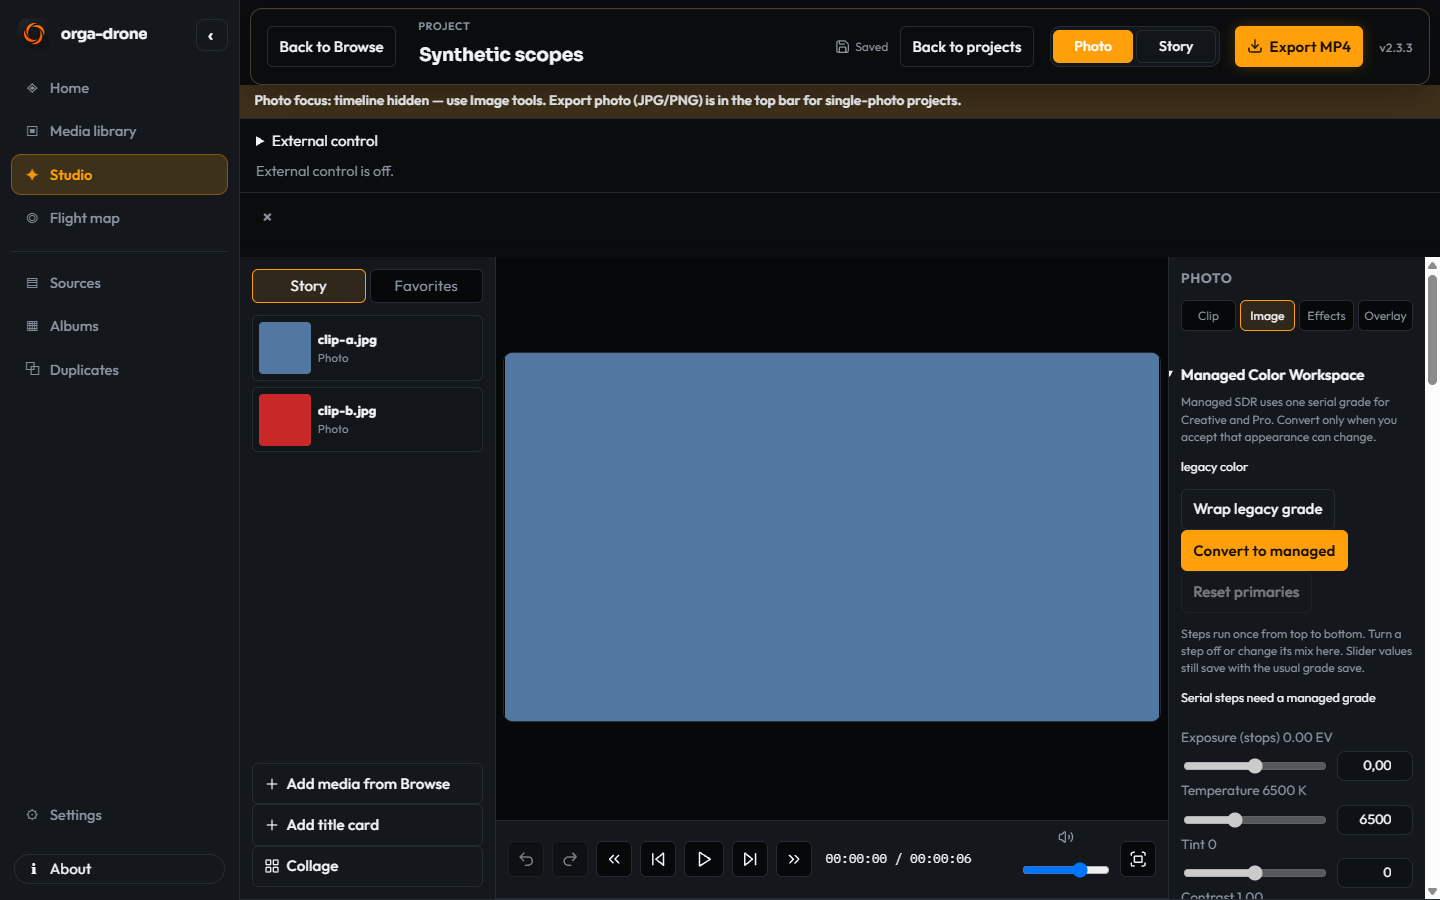 orga-drone
Home
Media library
Studio
Flight map
Sources
Albums
Duplicates
Settings
About
Back to Browse
PROJECT
Synthetic scopes
Saved
Back to projects
Photo
Story
Export MP4
v2.3.3
Photo focus: timeline hidden — use Image tools. Export photo (JPG/PNG) is in the top bar for single-photo projects.
External control
External control is off.
Story
Favorites
clip-a.jpg
Photo
clip-b.jpg
Photo
Add media from Browse
Add title card
Collage
00:00:00 / 00:00:06
PHOTO
Clip
Image
Effects
Overlay
Managed Color Workspace
Managed SDR uses one serial grade for
Creative and Pro. Convert only when you
accept that appearance can change.
legacy color
Wrap legacy grade
Convert to managed
Reset primaries
Steps run once from top to bottom. Turn a
step off or change its mix here. Slider values
still save with the usual grade save.
Serial steps need a managed grade
Exposure (stops) 0.00 EV
0,00
Temperature 6500 K
6500
Tint 0
0
Contrast 1.00